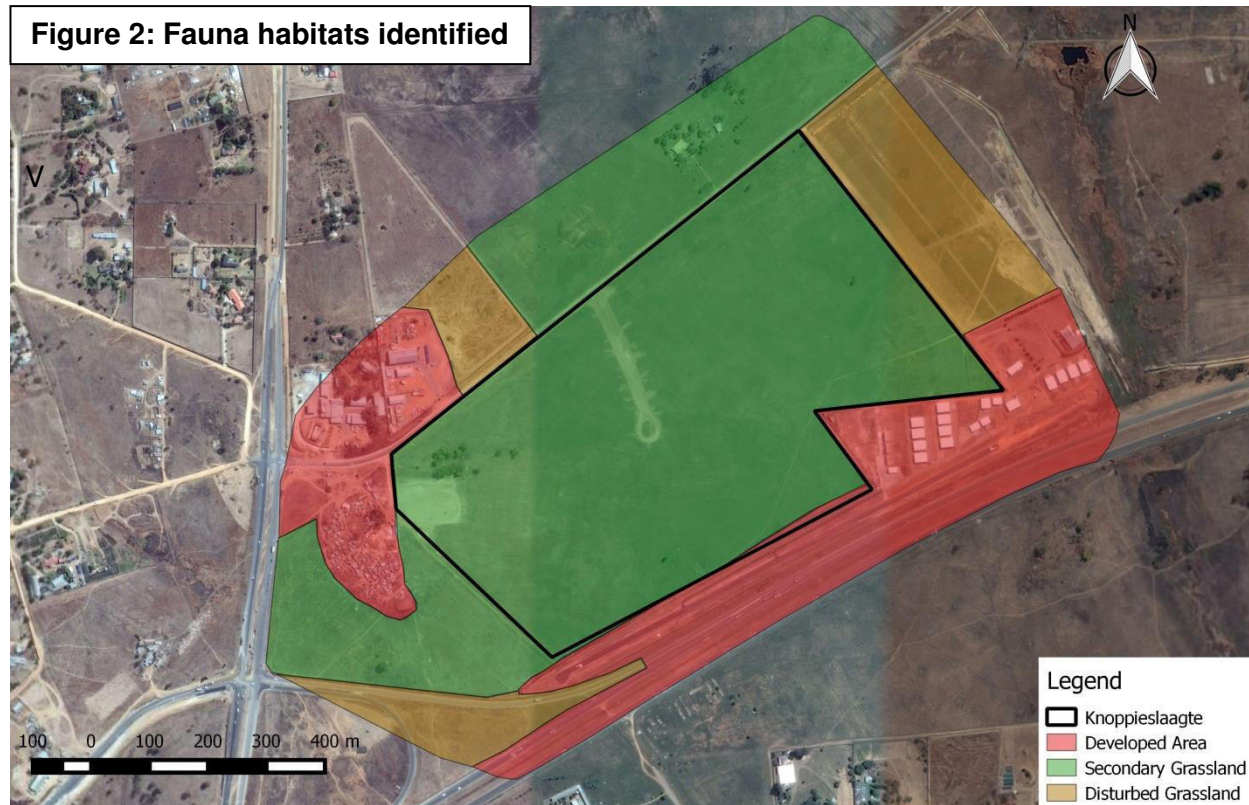 Figure 2: Fauna habitats identified
N
V
100 0 100 200 300 400 m
Legend
Knoppieslaagte
Developed Area
Secondary Grassland
Disturbed Grassland